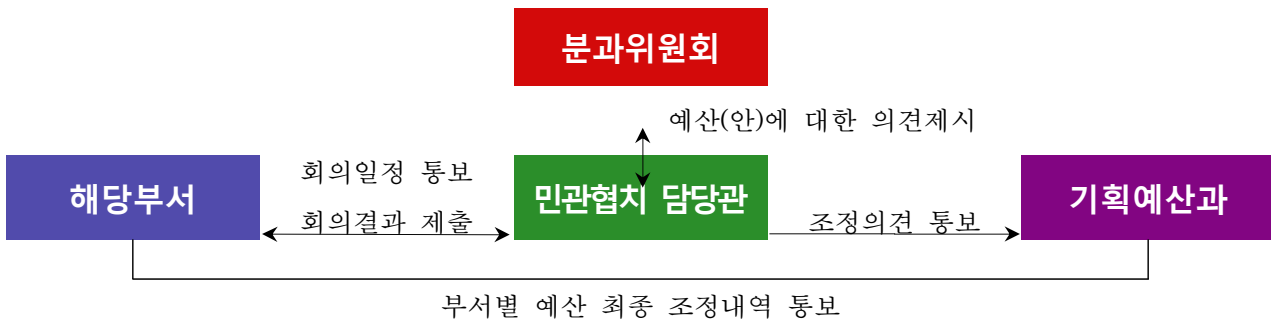 분과위원회
예산(안)에 대한 의견제시
해당부서
회의일정 통보
회의결과 제출
민관협치 담당관
조정의견 통보
기획예산과
부서별 예산 최종 조정내역 통보